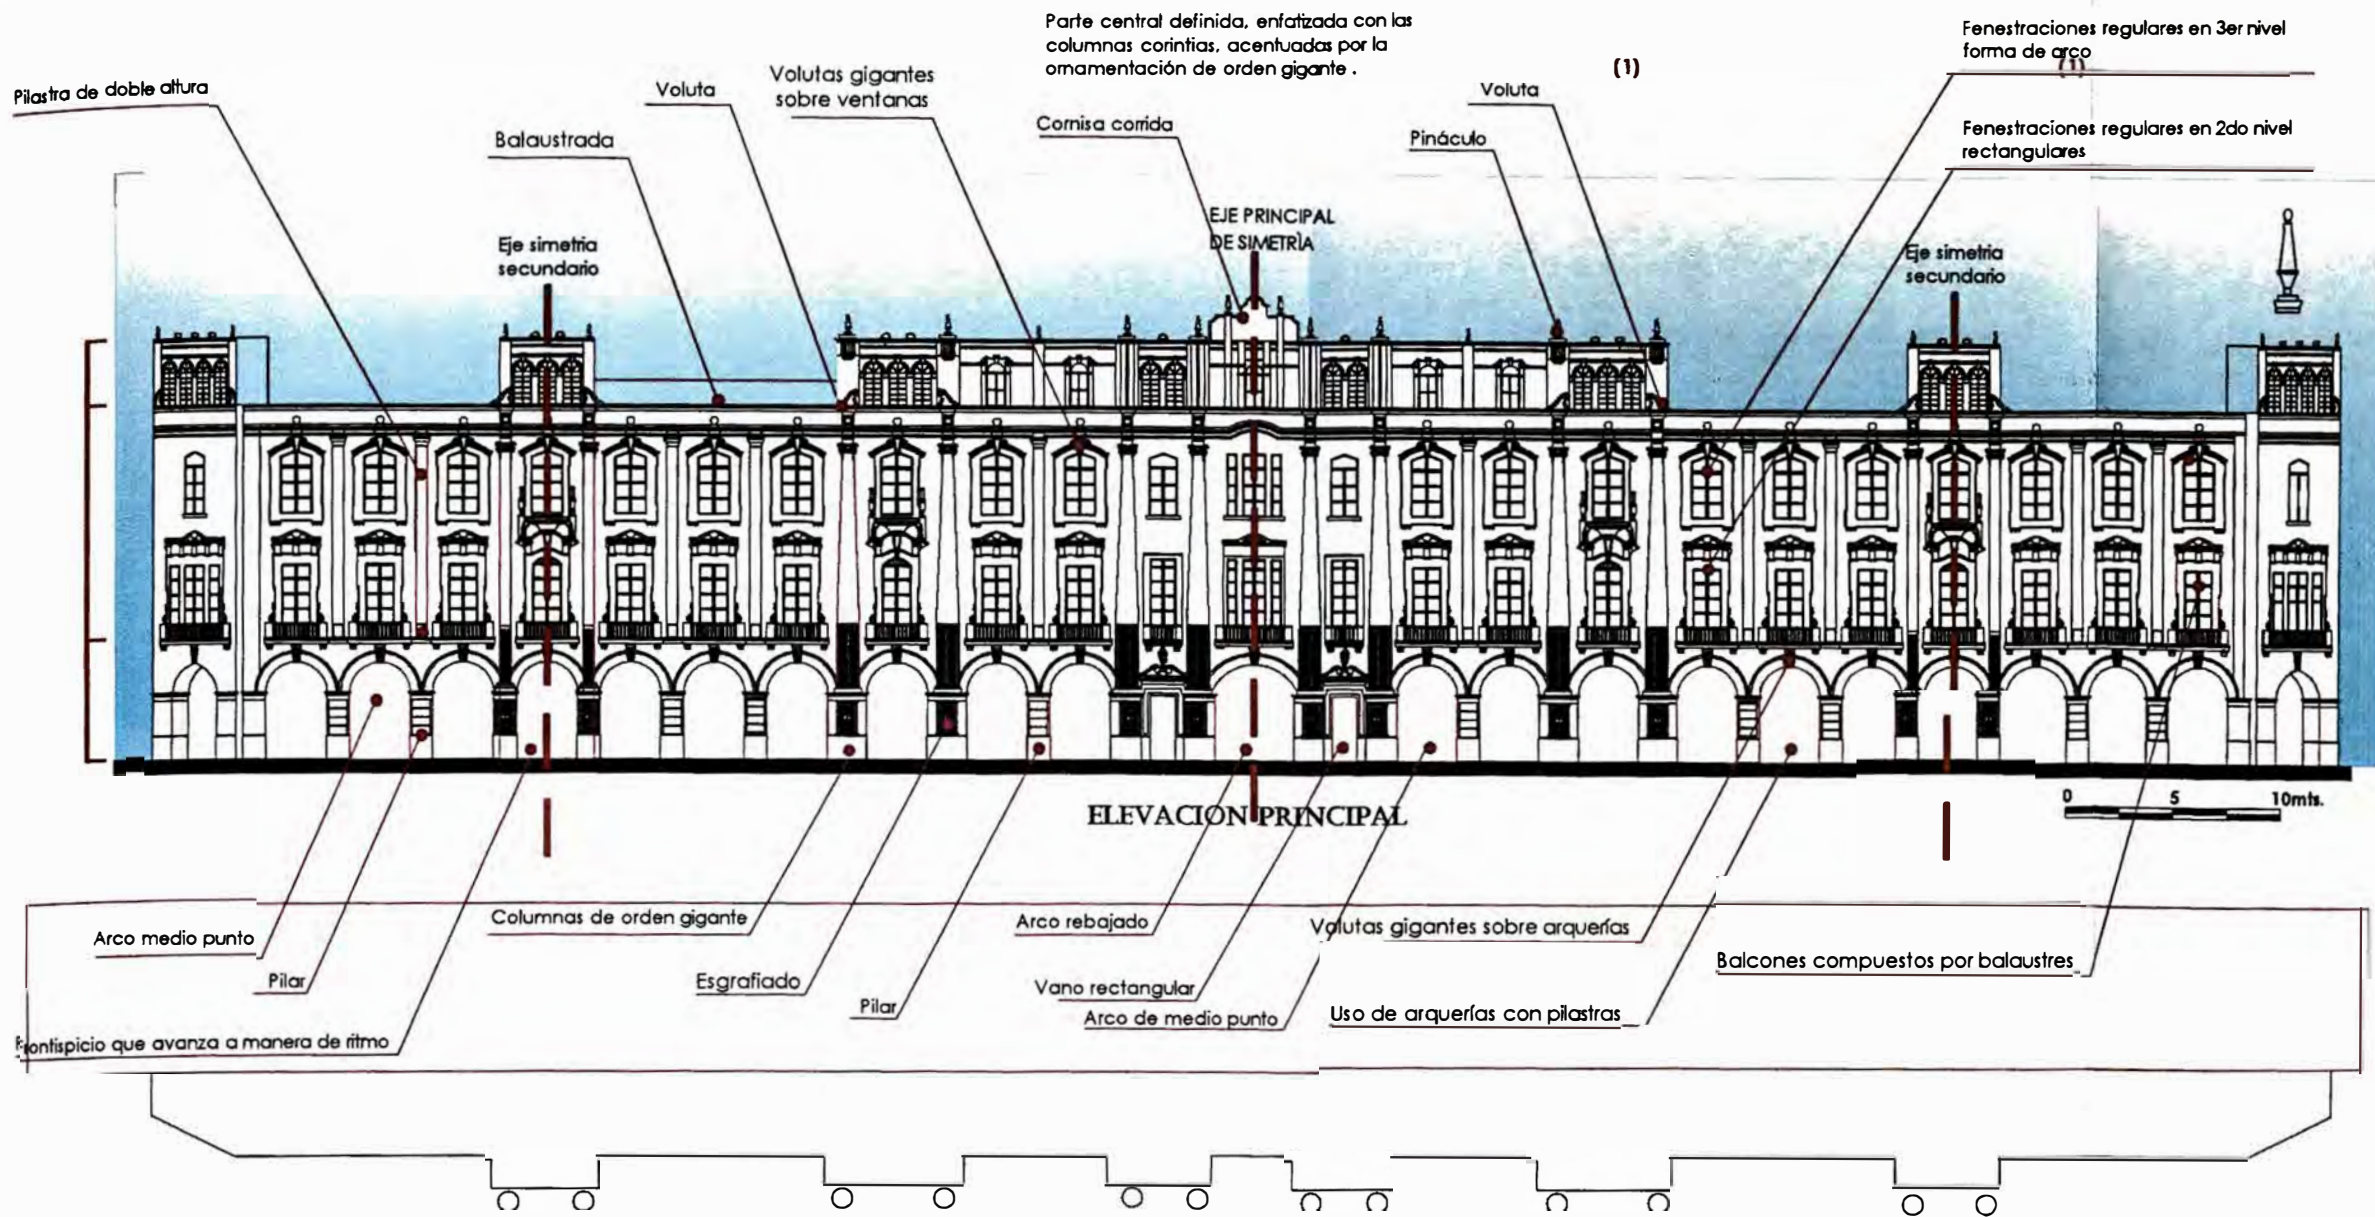 Parte central definida, enfatizada con las
columnas corintias, acentuadas por la
ornamentación de orden gigante .
(1)
Fenestraciones regulares en 3er nivel
forma de arco
(1)
Pilastra de doble altura
Voluta
Volutas gigantes
sobre ventanas
Voluta
Balaustrada
Cornisa corrida
Pináculo
Fenestraciones regulares en 2do nivel
rectangulares
Eje simetria
secundario
EJE PRINCIPAL
DE SIMETRÌA
Eje simetria
secundario
ELEVACION PRINCIPAL
0 5 10mts.
Arco medio punto
Columnas de orden gigante
Arco rebajado
Volutas gigantes sobre arquerías
Balcones compuestos por balaustres
Pilar
Esgrafiado
Pilar
Vano rectangular
Arco de medio punto
Uso de arquerías con pilastras
Frontispicio que avanza a manera de ritmo